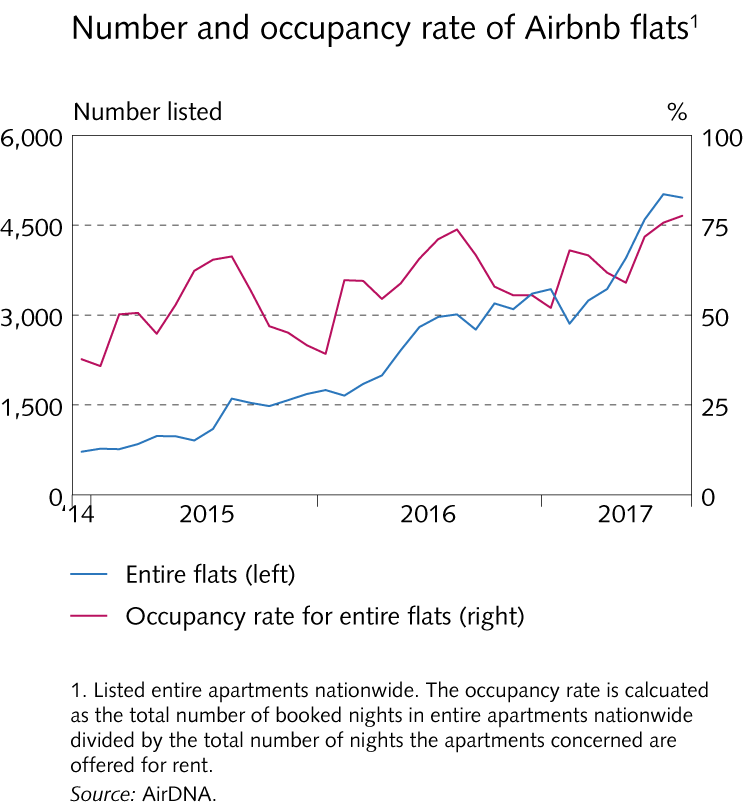 Number and occupancy rate of Airbnb flats¹
Number listed %
6,000 100
4,500 75
3,000 50
1,500 25
0 0
‘14 2015 2016 2017
Entire flats (left)
Occupancy rate for entire flats (right)
1. Listed entire apartments nationwide. The occupancy rate is calcuated
as the total number of booked nights in entire apartments nationwide
divided by the total number of nights the apartments concerned are
offered for rent.
Source: AirDNA.